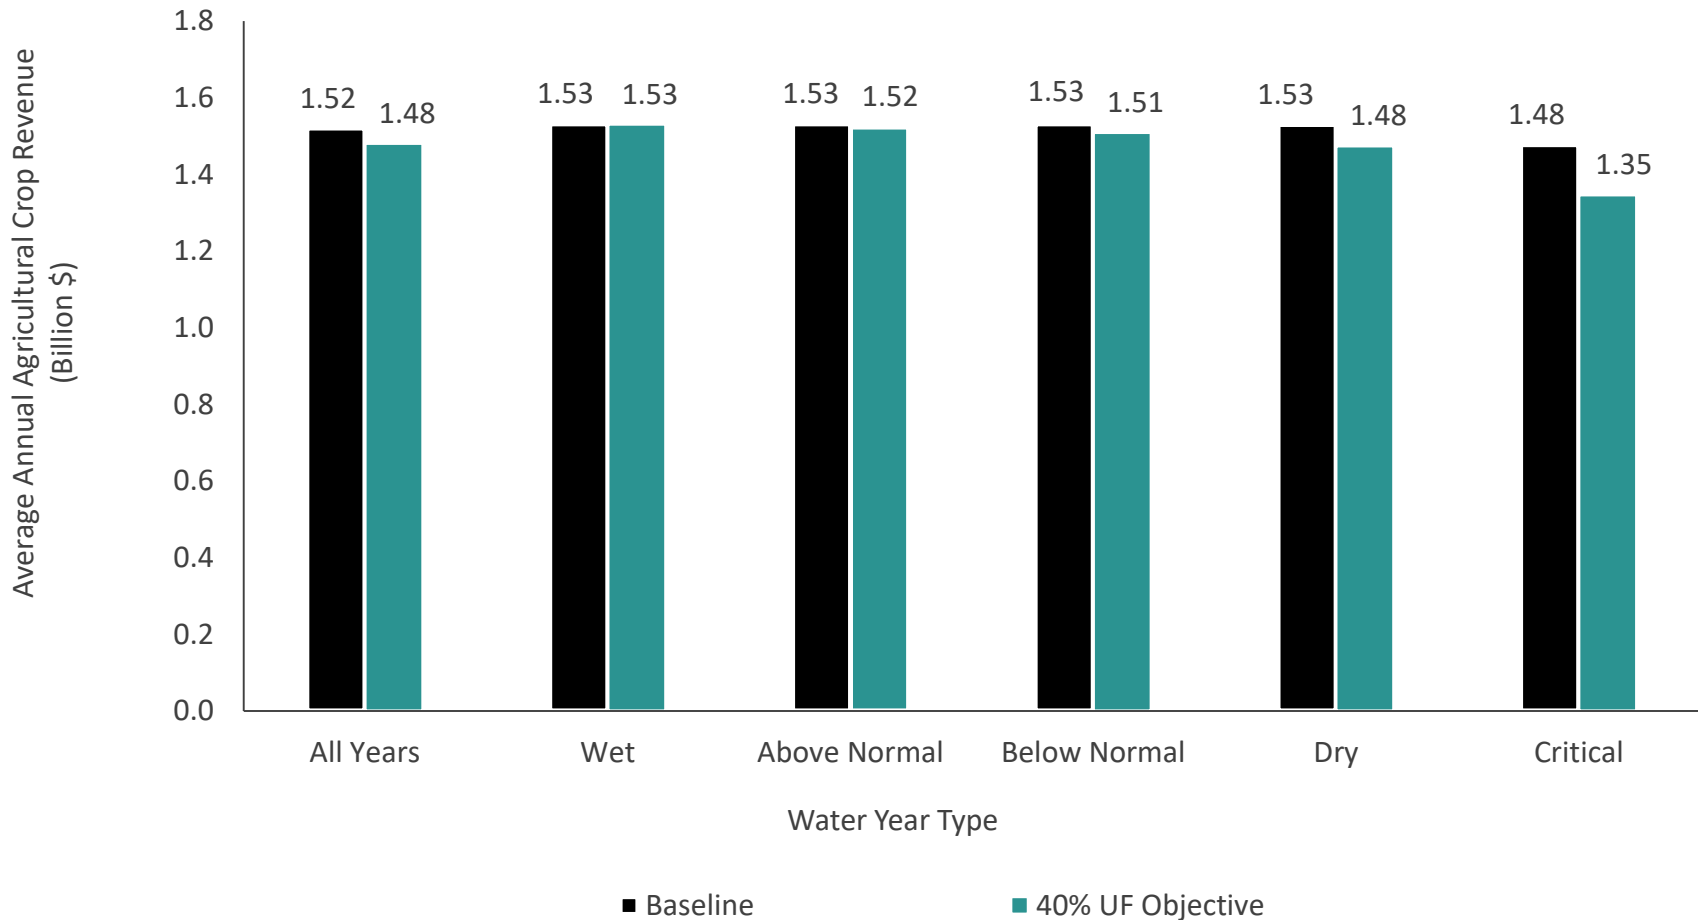 Average Annual Agricultural Crop Revenue
(Billion $)
1.8
1.6
1.4
1.2
1.0
0.8
0.6
0.4
0.2
0.0
1.52
1.48
1.53
1.53
1.53
1.52
1.53
1.51
1.53
1.48
1.48
1.35
All Years
Wet
Above Normal
Below Normal
Dry
Critical
Water Year Type
Baseline
40% UF Objective